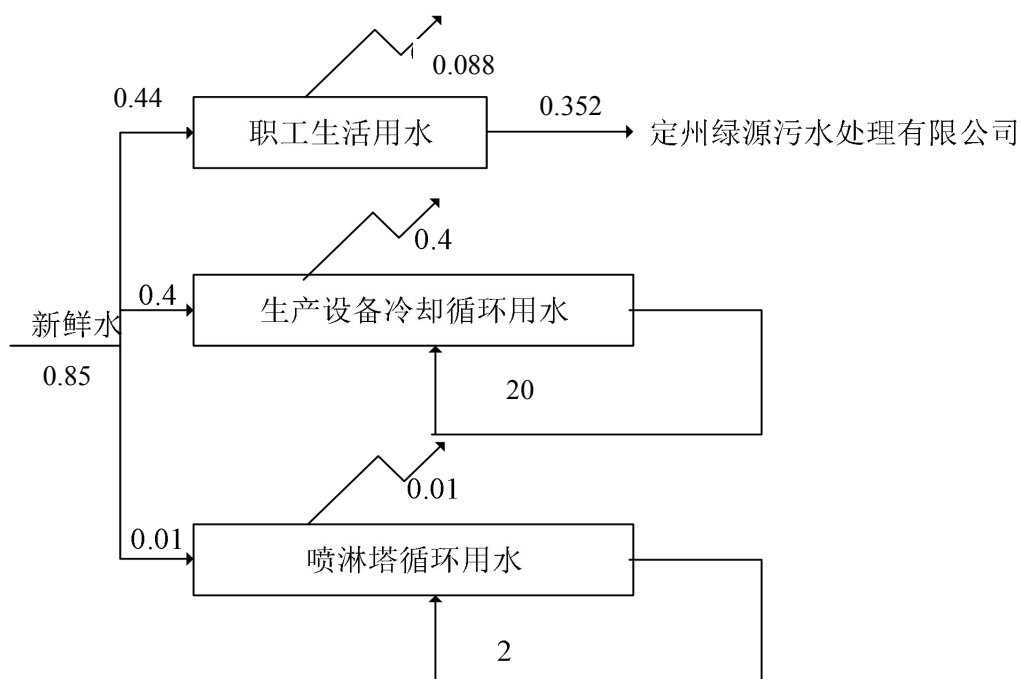 0.088
0.44
职工生活用水
0.352
定州绿源污水处理有限公司
0.4
0.4
生产设备冷却循环用水
新鲜水
0.85
20
0.01
0.01
喷淋塔循环用水
2